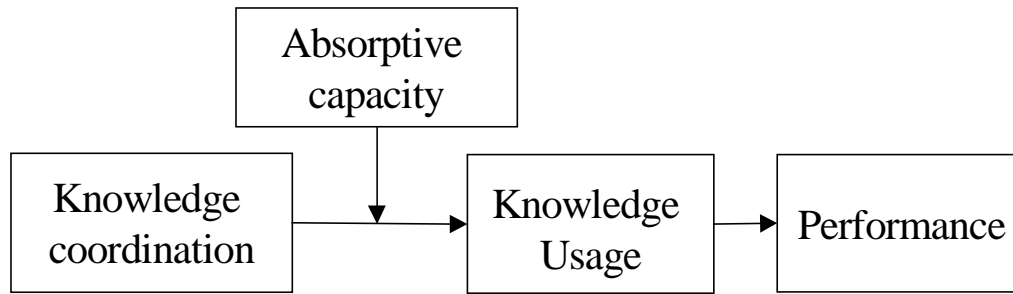 Absorptive
capacity
Knowledge
coordination
Knowledge
Usage
Performance